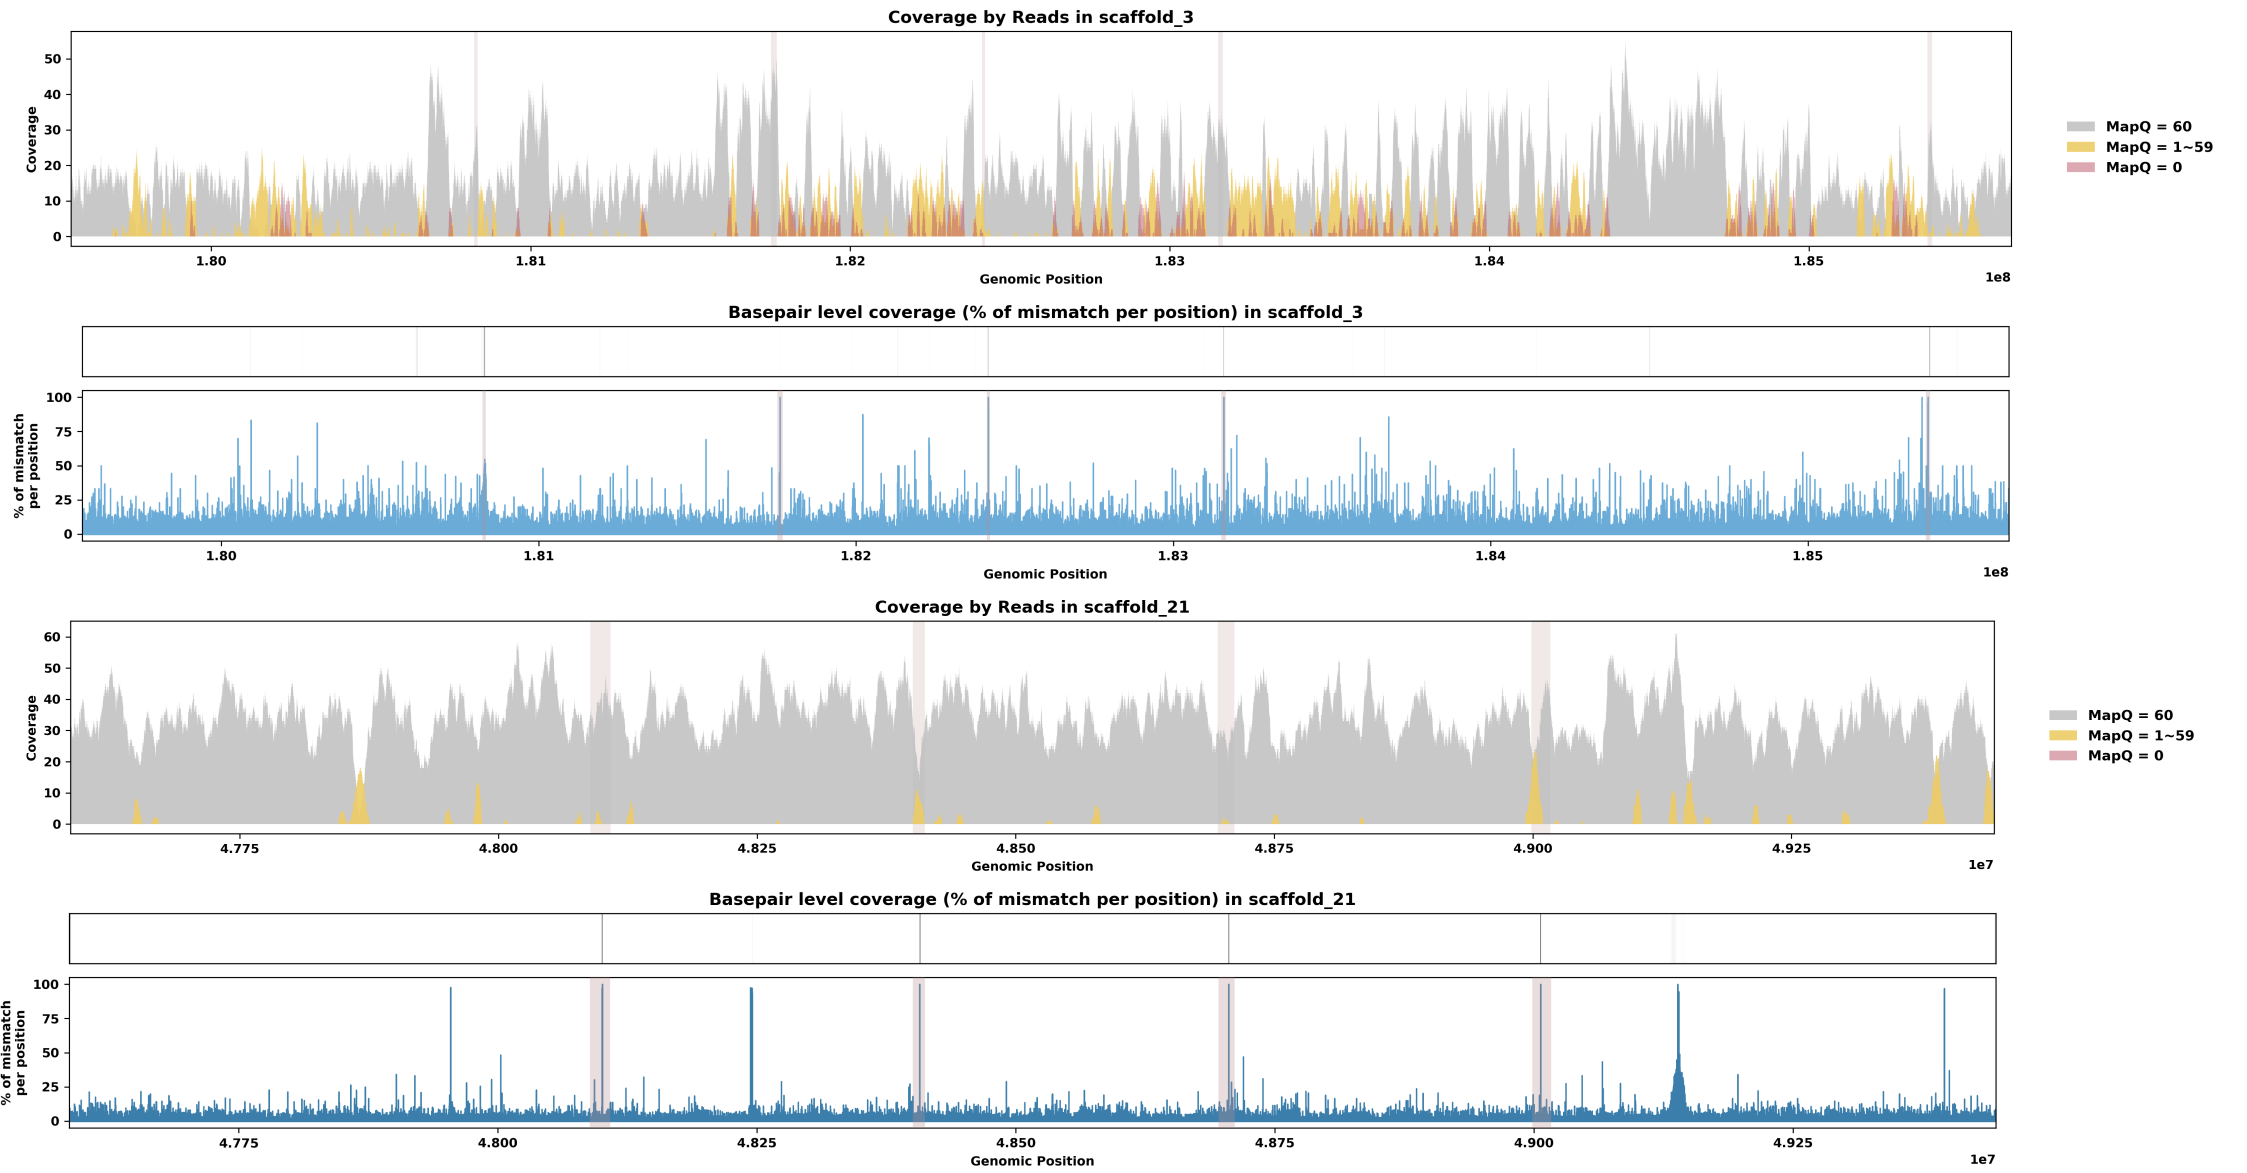 Coverage by Reads in scaffold_3
Coverage
50
40
30
20
10
0
1.80 1.81 1.82 1.83 1.84 1.85
Genomic Position
1e8
MapQ = 60
MapQ = 1~59
MapQ = 0
Basepair level coverage (% of mismatch per position) in scaffold_3
% of mismatch
per position
100
75
50
25
0
1.80 1.81 1.82 1.83 1.84 1.85
Genomic Position
1e8
Coverage by Reads in scaffold_21
Coverage
60
50
40
30
20
10
0
4.775 4.800 4.825 4.850 4.875 4.900 4.925
Genomic Position
1e7
MapQ = 60
MapQ = 1~59
MapQ = 0
Basepair level coverage (% of mismatch per position) in scaffold_21
% of mismatch
per position
100
75
50
25
0
4.775 4.800 4.825 4.850 4.875 4.900 4.925
Genomic Position
1e7